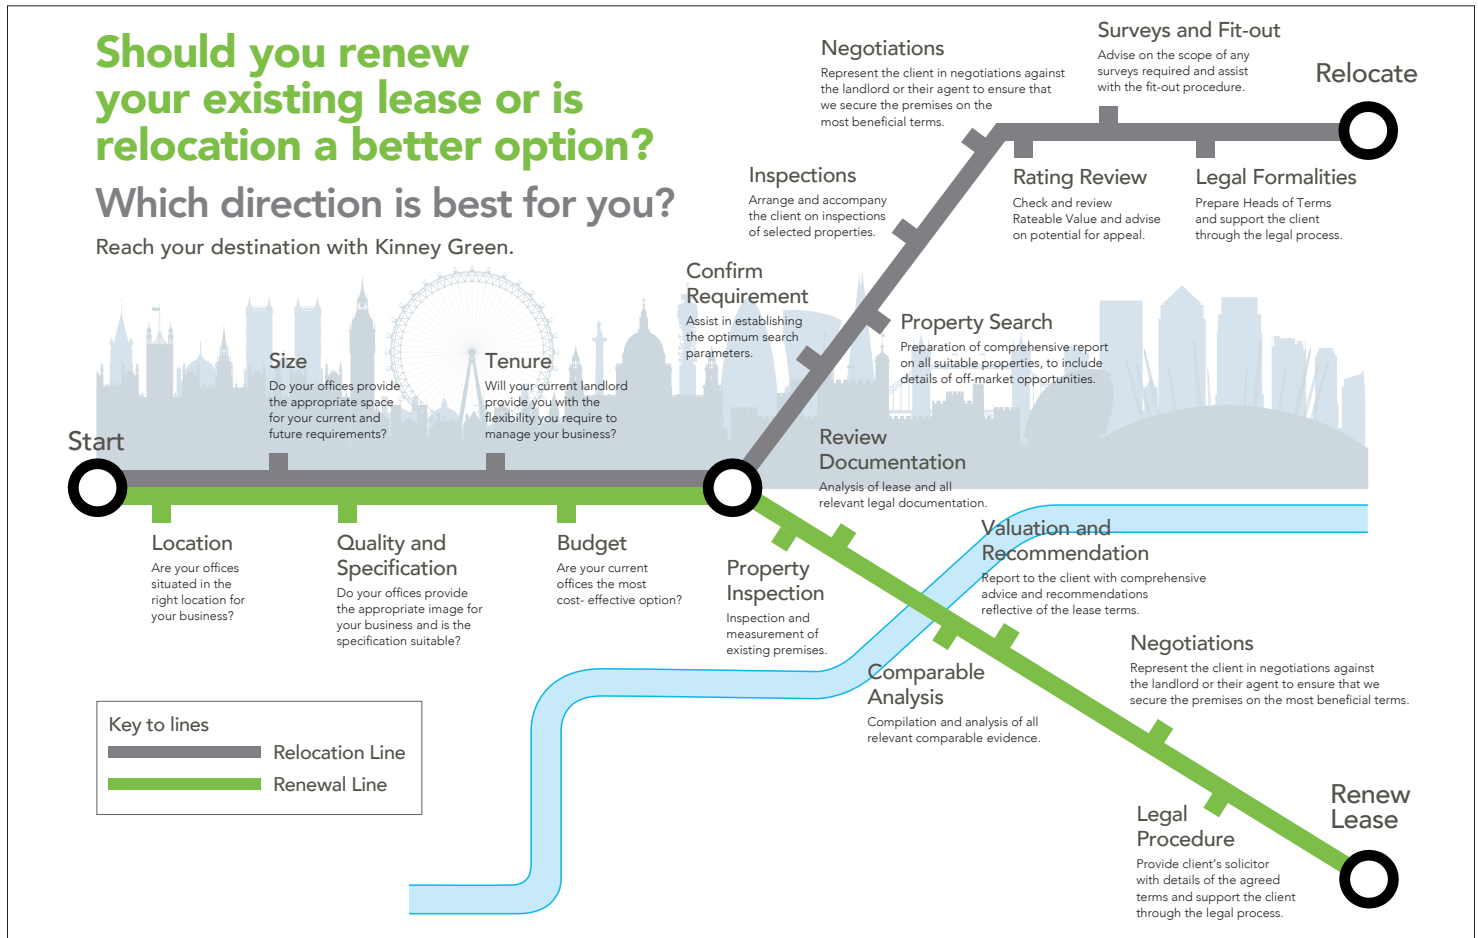 Should you renew
your existing lease or is
relocation a better option?
Which direction is best for you?
Reach your destination with Kinney Green.
Start
Size
Do your offices provide
the appropriate space
for your current and
future requirements?
Tenure
Will your current landlord
provide you with the
flexibility you require to
manage your business?
Location
Are your offices
situated in the
right location for
your business?
Quality and
Specification
Do your offices provide
the appropriate image for
your business and is the
specification suitable?
Budget
Are your current
offices the most
cost- effective option?
Confirm
Requirement
Assist in establishing
the optimum search
parameters.
Property Search
Preparation of comprehensive report
on all suitable properties, to include
details of off-market opportunities.
Inspections
Arrange and accompany
the client on inspections
of selected properties.
Negotiations
Represent the client in negotiations against
the landlord or their agent to ensure that
we secure the premises on the
most beneficial terms.
Rating Review
Check and review
Rateable Value and advise
on potential for appeal.
Surveys and Fit-out
Advise on the scope of any
surveys required and assist
with the fit-out procedure.
Legal Formalities
Prepare Heads of Terms
and support the client
through the legal process.
Relocate
Property
Inspection
Inspection and
measurement of
existing premises.
Review
Documentation
Analysis of lease and all
relevant legal documentation.
Comparable
Analysis
Compilation and analysis of all
relevant comparable evidence.
Valuation and
Recommendation
Report to the client with comprehensive
advice and recommendations
reflective of the lease terms.
Negotiations
Represent the client in negotiations against
the landlord or their agent to ensure that we
secure the premises on the most beneficial terms.
Legal
Procedure
Provide client's solicitor
with details of the agreed
terms and support the client
through the legal process.
Renew
Lease
Key to lines
Relocation Line
Renewal Line